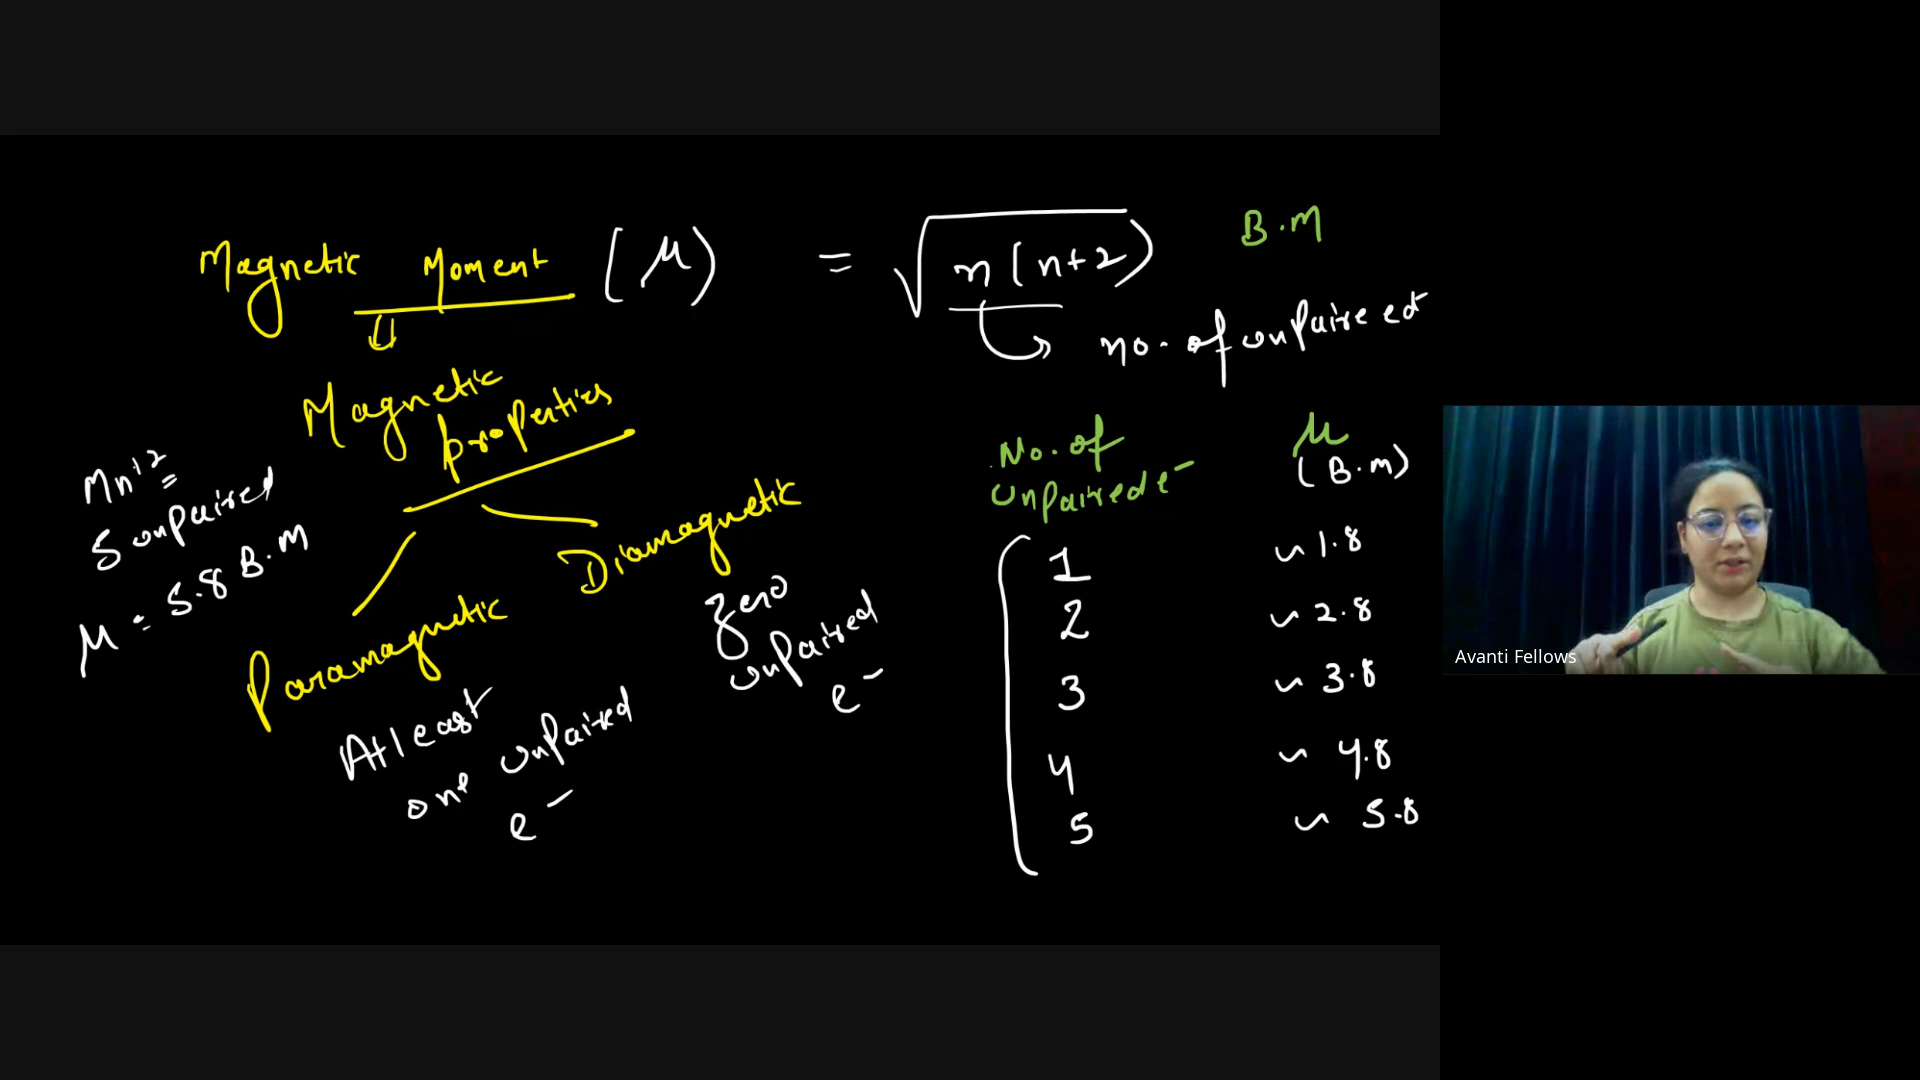 Magnetic Moment (μ) = √n(n+2) B.M
no. of unpaire e⁻
Magnetic
properties
Mn+2 =
5 unpaired
μ = 5.8 B.M
Diamagnetic
zero
unpaired
e⁻
Paramagnetic
Atleast
one unpaired
e⁻
No. of
Unpaired e⁻
μ
(B.m)
1 ~ 1.8
2 ~ 2.8
3 ~ 3.8
4 ~ 4.8
5 ~ 5.8
Avanti Fellows